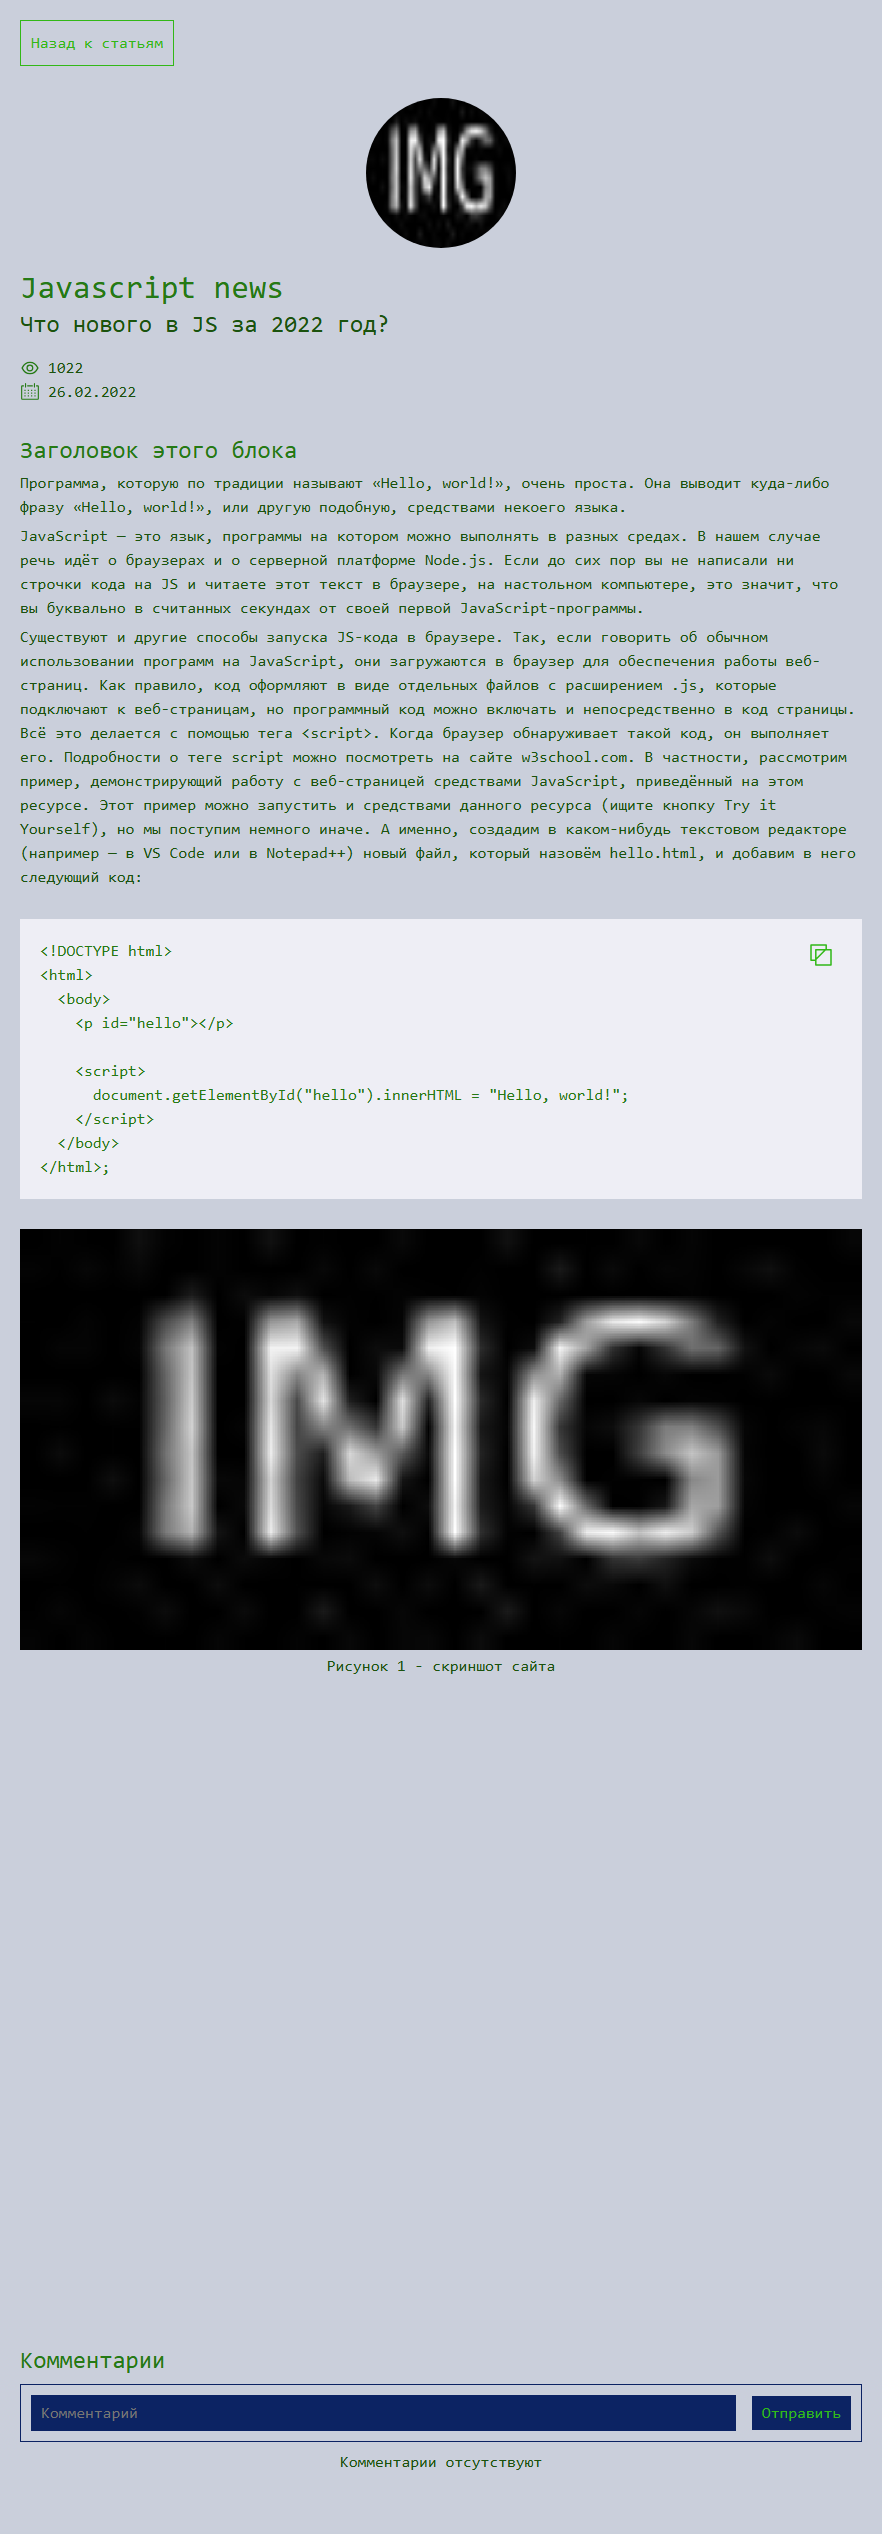 Назад к статьям
IMG
Javascript news
Что нового в JS за 2022 год?
1022
26.02.2022
Заголовок этого блока
Программа, которую по традиции называют «Hello, world!», очень проста. Она выводит куда-либо
фразу «Hello, world!», или другую подобную, средствами некоего языка.
JavaScript — это язык, программы на котором можно выполнять в разных средах. В нашем случае
речь идёт о браузерах и о серверной платформе Node.js. Если до сих пор вы не написали ни
строчки кода на JS и читаете этот текст в браузере, на настольном компьютере, это значит, что
вы буквально в считанных секундах от своей первой JavaScript-программы.
Существуют и другие способы запуска JS-кода в браузере. Так, если говорить об обычном
использовании программ на JavaScript, они загружаются в браузер для обеспечения работы веб-
страниц. Как правило, код оформляют в виде отдельных файлов с расширением .js, которые
подключают к веб-страницам, но программный код можно включать и непосредственно в код страницы.
Всё это делается с помощью тега <script>. Когда браузер обнаруживает такой код, он выполняет
его. Подробности о теге script можно посмотреть на сайте w3school.com. В частности, рассмотрим
пример, демонстрирующий работу с веб-страницей средствами JavaScript, приведённый на этом
ресурсе. Этот пример можно запустить и средствами данного ресурса (ищите кнопку Try it
Yourself), но мы поступим немного иначе. А именно, создадим в каком-нибудь текстовом редакторе
(например — в VS Code или в Notepad++) новый файл, который назовём hello.html, и добавим в него
следующий код:
<!DOCTYPE html>
<html>
  <body>
    <p id="hello"></p>

    <script>
      document.getElementById("hello").innerHTML = "Hello, world!";
    </script>
  </body>
</html>;
IMG
Рисунок 1 - скриншот сайта
Комментарии
Комментарий
Отправить
Комментарии отсутствуют